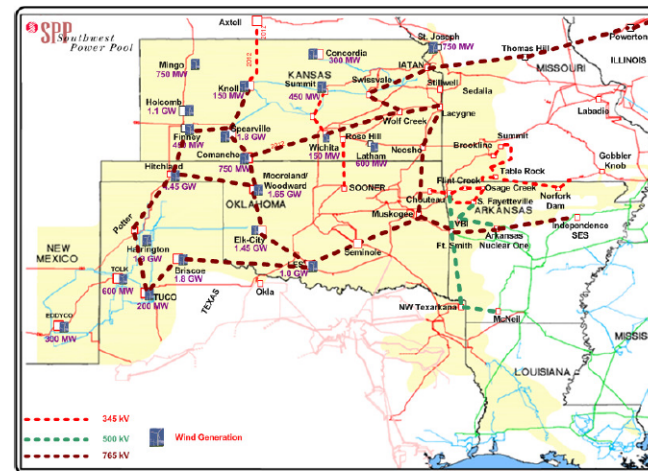 SPP Southwest
Power Pool
Axtell
2012
2012
St. Joseph
750 MW
Powerton
Thomas Hill
MISSOURI
ILLINOIS
Concordia
300 MW
Mingo
750 MW
KANSAS
IATAN
Swissvale
Knoll
150 MW
Summit
450 MW
Stillwell
Sedalia
Holcomb
1.1 GW
Lacygne
Labadia
Finney
450 MW
Spearville
1.8 GW
Wolf Creek
Rose Hill
Wichita
150 MW
Latham
600 MW
Neosho
Brookline
Summit
Comanche
750 MW
Table Rock
Gobbler
Knob
Hitchland
Mooroland/
Woodward
1.65 GW
SOONER
Flint Creek
Osage Creek
Norfork
Dam
Chouteau
S. Fayetteville
ARKANSAS
OKLAHOMA
Muskogee
VBI
Independence
SES
Potter
Elk-City
1.45 GW
Arkansas
Nuclear One
NEW
MEXICO
Harrington
Ft. Smith
Seminole
TOLK
600 MW
Briscoe
1.8 GW
LES
1.0 GW
TUCO
200 MW
TEXAS
Okla
EDDYCO
300 MW
NW Texarkana
McNeil
MISSIS
LOUISIANA
345 kV
500 kV
765 kV
Wind Generation